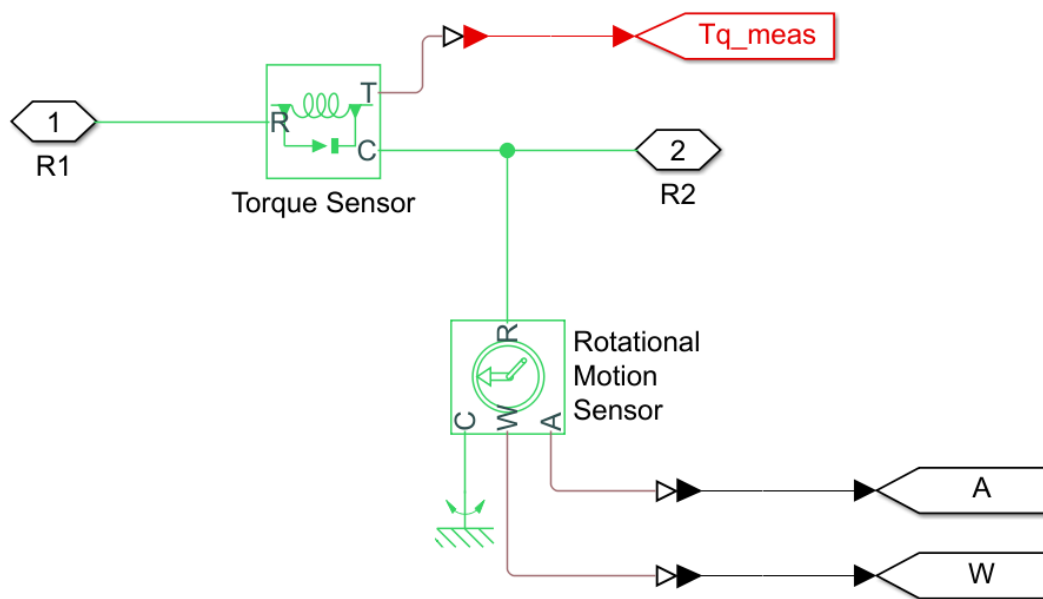 Tq_meas
T
1
R
C
2
R1
R2
Torque Sensor
R
Rotational
Motion
Sensor
C
W
A
A
W